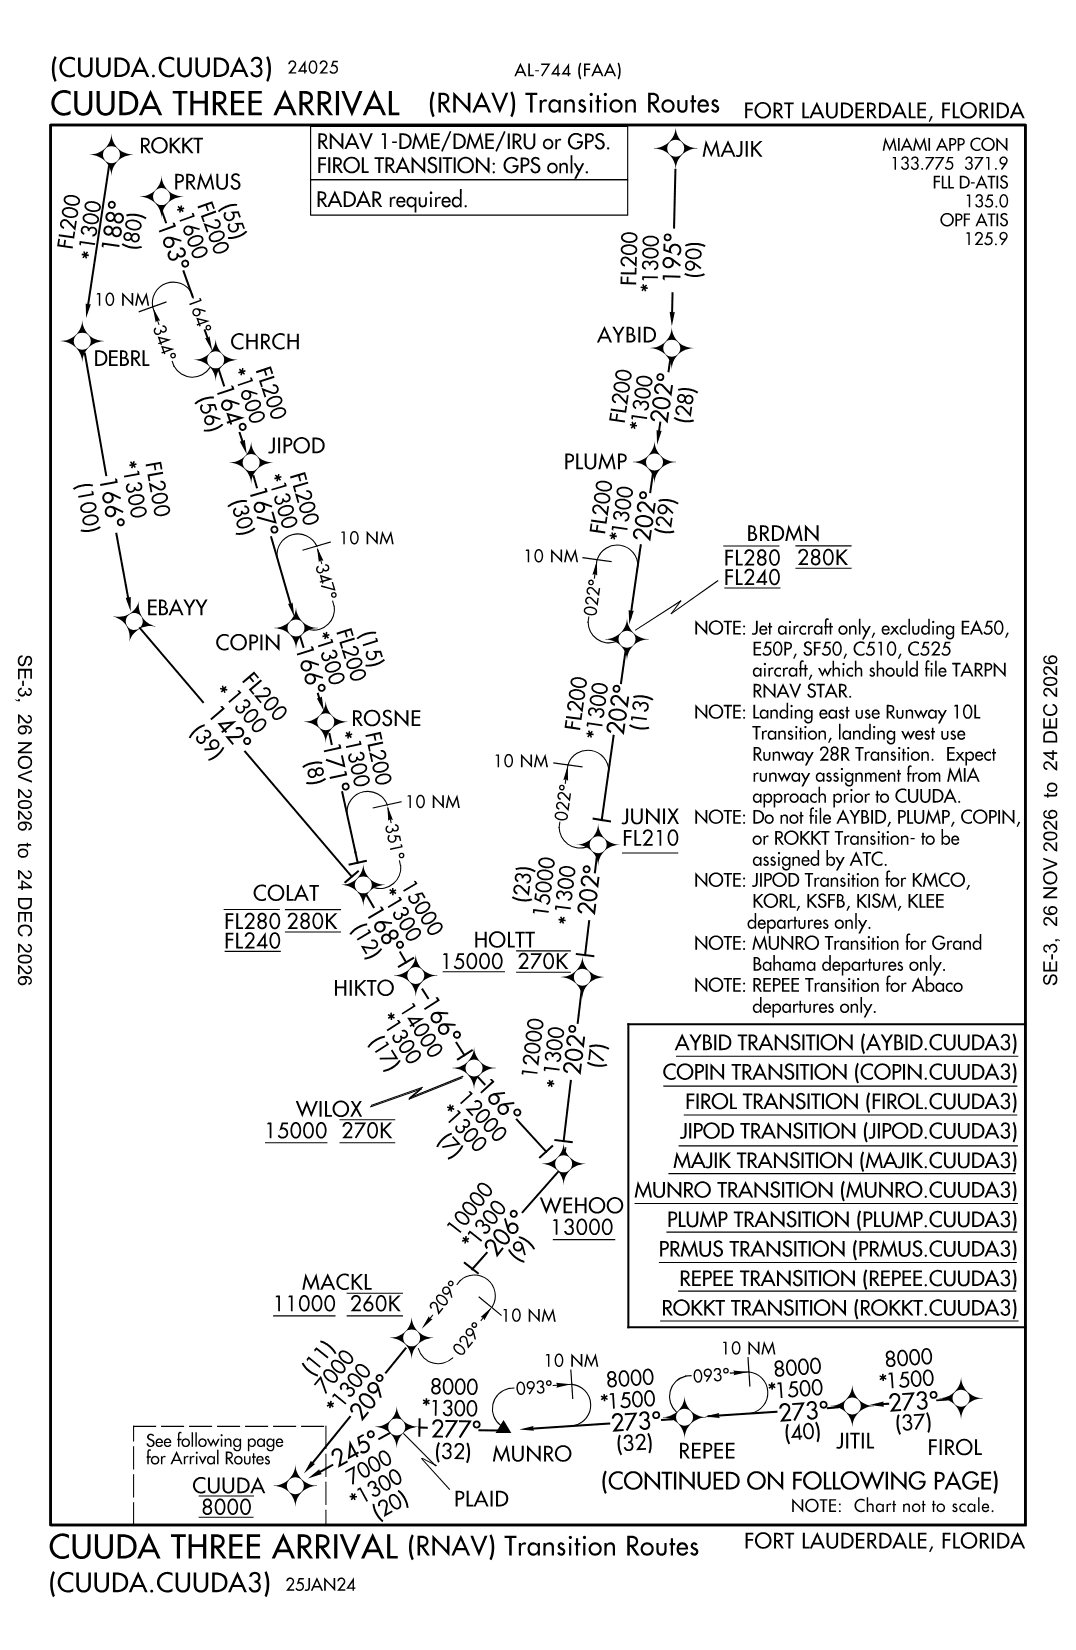 (CUUDA.CUUDA3) 24025
AL-744 (FAA)
CUUDA THREE ARRIVAL (RNAV) Transition Routes
FORT LAUDERDALE, FLORIDA
RNAV 1-DME/DME/IRU or GPS.
FIROL TRANSITION: GPS only.
RADAR required.
MIAMI APP CON
133.775 371.9
FLL D-ATIS
135.0
OPF ATIS
125.9
ROKKT
FL200
*1300
188°
(80)
PRMUS
(55)
FL200
*1600
163°
10 NM
164°
344°
DEBRL
CHRCH
FL200
*1600
164°
(56)
JIPOD
FL200
*1300
167°
(30)
10 NM
347°
FL200
*1300
166°
(100)
EBAYY
COPIN
(15)
FL200
*1300
166°
ROSNE
FL200
*1300
142°
(39)
FL200
*1300
171°
(8)
10 NM
351°
COLAT
FL280 280K
FL240
15000
*1300
168°
(12)
HIKTO
166°
14000
*1300
(17)
WILOX
15000 270K
166°
12000
*1300
(7)
MAJIK
FL200
*1300
195°
(90)
AYBID
FL200
*1300
202°
(28)
PLUMP
FL200
*1300
202°
(29)
10 NM
022°
BRDMN
FL280 280K
FL240
FL200
*1300
202°
(13)
10 NM
022°
JUNIX
FL210
(23)
15000
*1300
202°
HOLTT
15000 270K
12000
*1300
202°
(7)
WEHOO
13000
10000
*1300
206°
(9)
MACKL
11000 260K
209°
029°
10 NM
(11)
7000
*1300
209°
NOTE: Jet aircraft only, excluding EA50,
E50P, SF50, C510, C525
aircraft, which should file TARPN
RNAV STAR.
NOTE: Landing east use Runway 10L
Transition, landing west use
Runway 28R Transition. Expect
runway assignment from MIA
approach prior to CUUDA.
NOTE: Do not file AYBID, PLUMP, COPIN,
or ROKKT Transition- to be
assigned by ATC.
NOTE: JIPOD Transition for KMCO,
KORL, KSFB, KISM, KLEE
departures only.
NOTE: MUNRO Transition for Grand
Bahama departures only.
NOTE: REPEE Transition for Abaco
departures only.
AYBID TRANSITION (AYBID.CUUDA3)
COPIN TRANSITION (COPIN.CUUDA3)
FIROL TRANSITION (FIROL.CUUDA3)
JIPOD TRANSITION (JIPOD.CUUDA3)
MAJIK TRANSITION (MAJIK.CUUDA3)
MUNRO TRANSITION (MUNRO.CUUDA3)
PLUMP TRANSITION (PLUMP.CUUDA3)
PRMUS TRANSITION (PRMUS.CUUDA3)
REPEE TRANSITION (REPEE.CUUDA3)
ROKKT TRANSITION (ROKKT.CUUDA3)
See following page
for Arrival Routes
CUUDA
8000
245°
7000
*1300
(20)
PLAID
8000
*1300
277°
(32)
10 NM
093°
MUNRO
8000
*1500
273°
(32)
10 NM
093°
REPEE
8000
*1500
273°
(40)
JITIL
8000
*1500
273°
(37)
FIROL
(CONTINUED ON FOLLOWING PAGE)
NOTE: Chart not to scale.
CUUDA THREE ARRIVAL (RNAV) Transition Routes
FORT LAUDERDALE, FLORIDA
(CUUDA.CUUDA3) 25JAN24
SE-3, 26 NOV 2026 to 24 DEC 2026
SE-3, 26 NOV 2026 to 24 DEC 2026